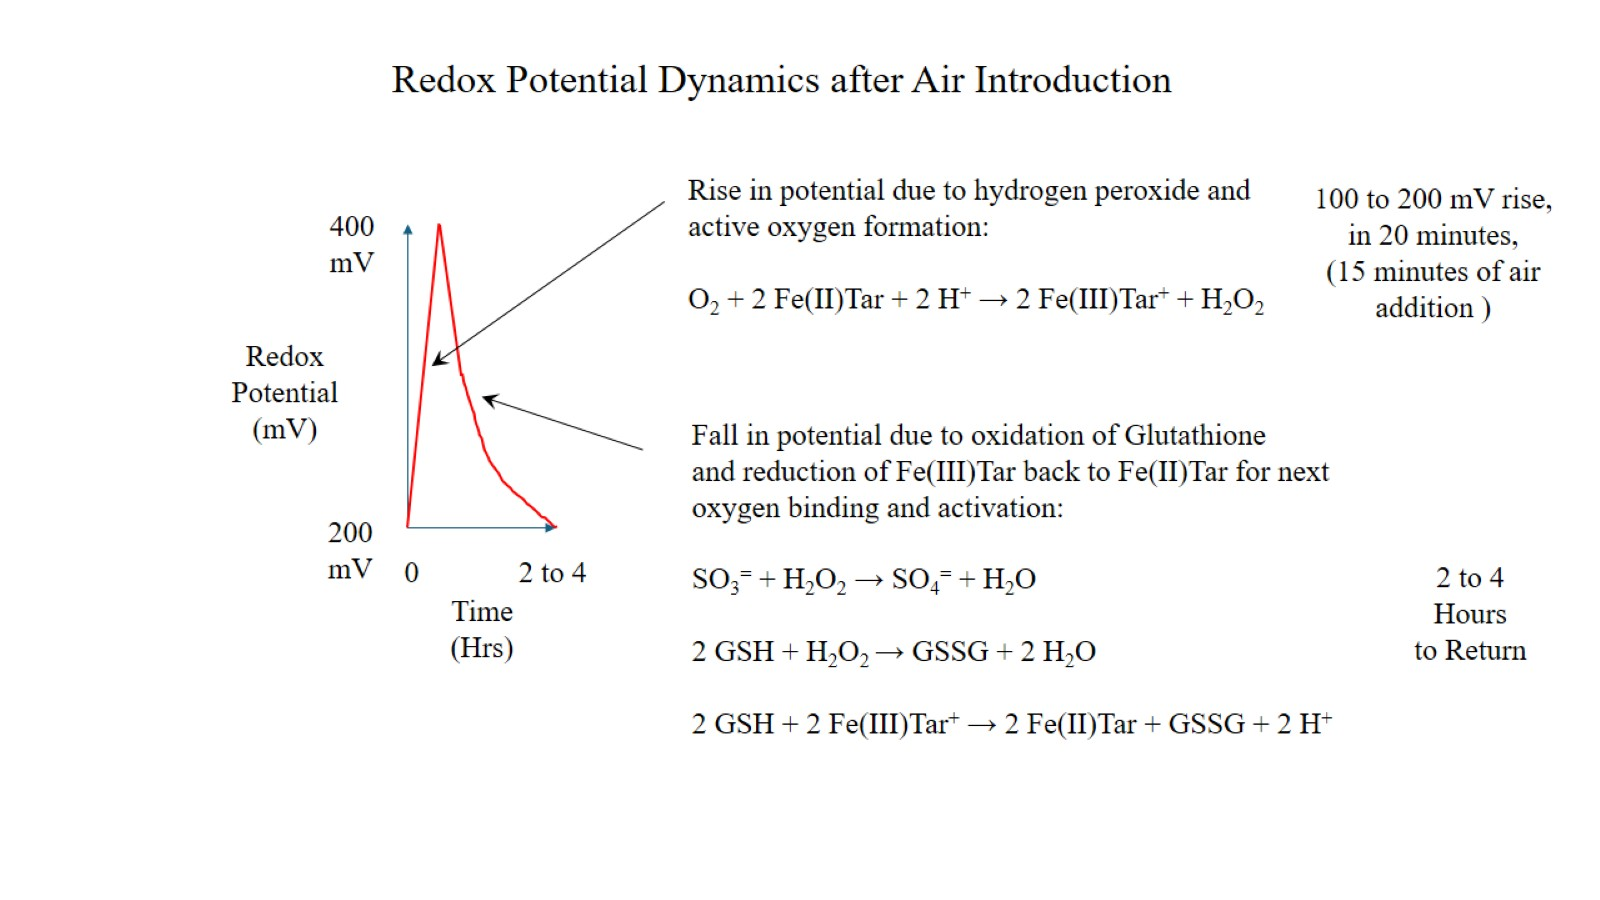 Redox Potential Dynamics after Air Introduction
Rise in potential due to hydrogen peroxide and
active oxygen formation:
O₂ + 2 Fe(II)Tar + 2 H⁺ → 2 Fe(III)Tar⁺ + H₂O₂
100 to 200 mV rise,
in 20 minutes,
(15 minutes of air
addition )
400
mV
Redox
Potential
(mV)
200
mV
0
2 to 4
Time
(Hrs)
Fall in potential due to oxidation of Glutathione
and reduction of Fe(III)Tar back to Fe(II)Tar for next
oxygen binding and activation:
SO₃⁼ + H₂O₂ → SO₄⁼ + H₂O
2 GSH + H₂O₂ → GSSG + 2 H₂O
2 GSH + 2 Fe(III)Tar⁺ → 2 Fe(II)Tar + GSSG + 2 H⁺
2 to 4
Hours
to Return